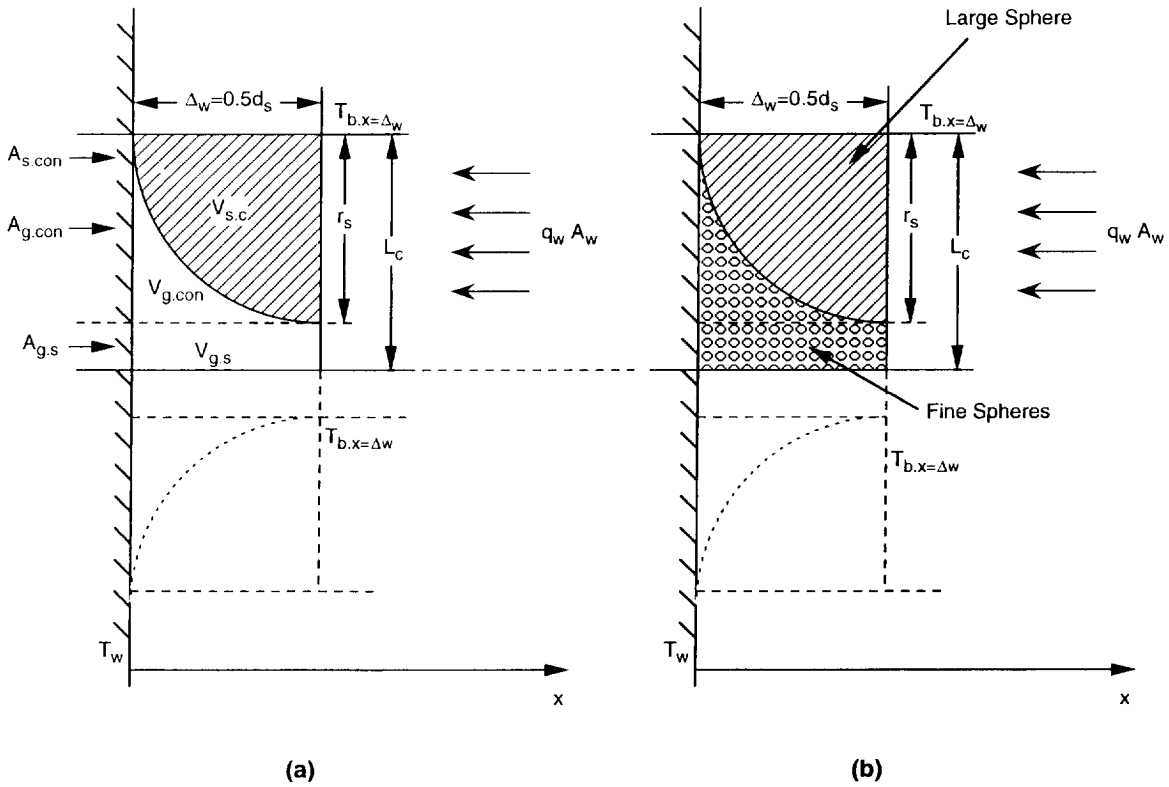 Large Sphere
Δw=0.5ds
Tb.x=Δw
As.con
Ag.con
Vs.c
rs
Lc
qw Aw
Vg.con
Ag.s
Vg.s
Tb.x=Δw
Tw
x
(a)
Δw=0.5ds
Tb.x=Δw
rs
Lc
qw Aw
Fine Spheres
Tb.x=Δw
Tw
x
(b)